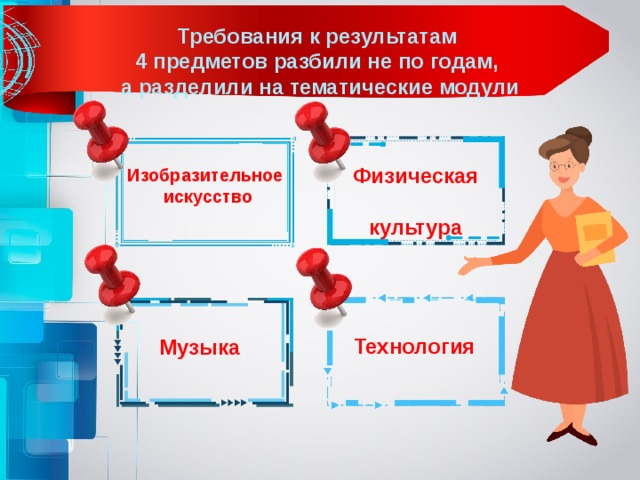 Требования к результатам
4 предметов разбили не по годам,
а разделили на тематические модули
Изобразительное
искусство
Физическая
культура
Музыка
Технология